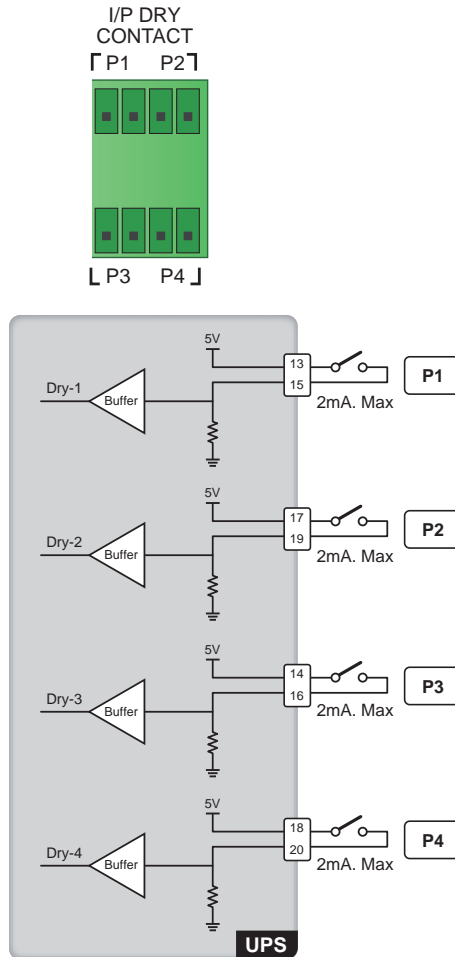 I/P DRY
CONTACT
P1 P2
P3 P4
5V
13
Dry-1 Buffer 15 P1
2mA. Max
5V
17
Dry-2 Buffer 19 P2
2mA. Max
5V
14
Dry-3 Buffer 16 P3
2mA. Max
5V
18
Dry-4 Buffer 20 P4
2mA. Max
UPS